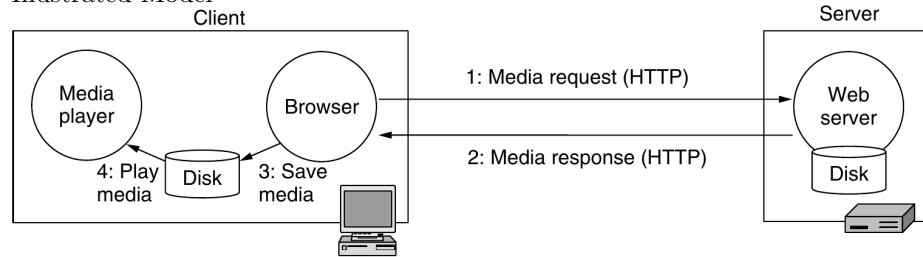 Illustrated Model
Client
Server
Media
player
Browser
1: Media request (HTTP)
Web
server
2: Media response (HTTP)
4: Play
media
Disk
3: Save
media
Disk